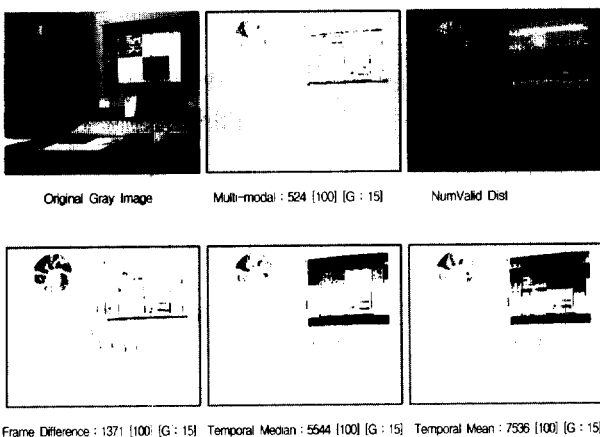 Original Gray Image
Multi-modal : 524 [100] [G : 15]
NumValid Dist
Frame Difference : 1371 [100] [G : 15]
Temporal Median : 5544 [100] [G : 15]
Temporal Mean : 7536 [100] [G : 15]